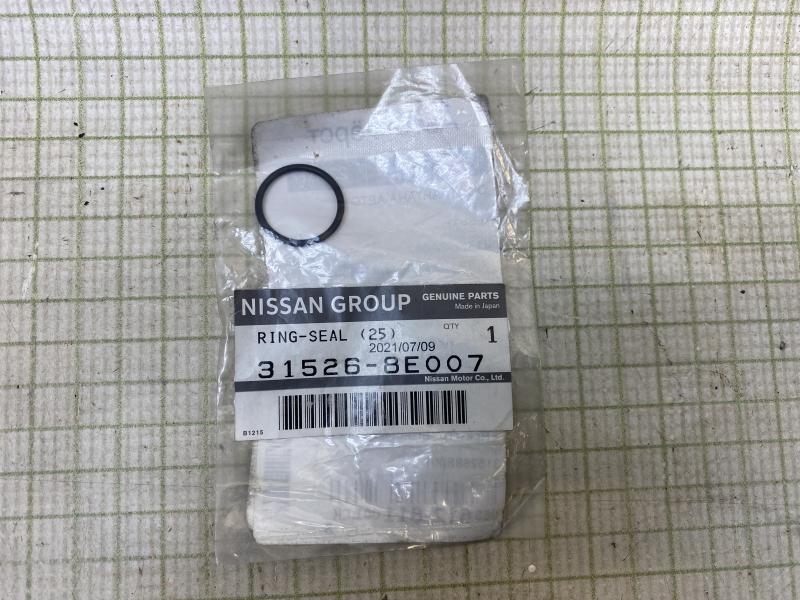 NISSAN GROUP GENUINE PARTS
Made in Japan
RING-SEAL (25) Q'TY 1
2021/07/09
31526-8E007
Nissan Motor Co., Ltd.
B1215